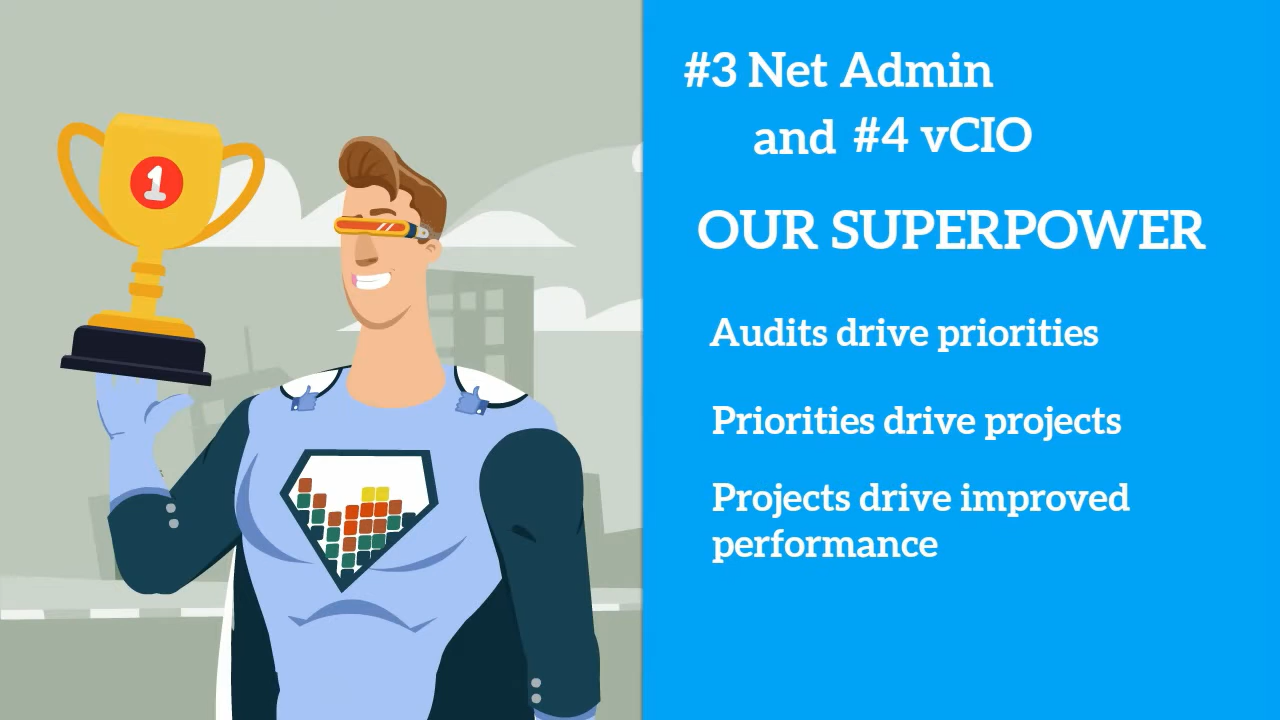 1
#3 Net Admin
and #4 vCIO
OUR SUPERPOWER
Audits drive priorities
Priorities drive projects
Projects drive improved
performance